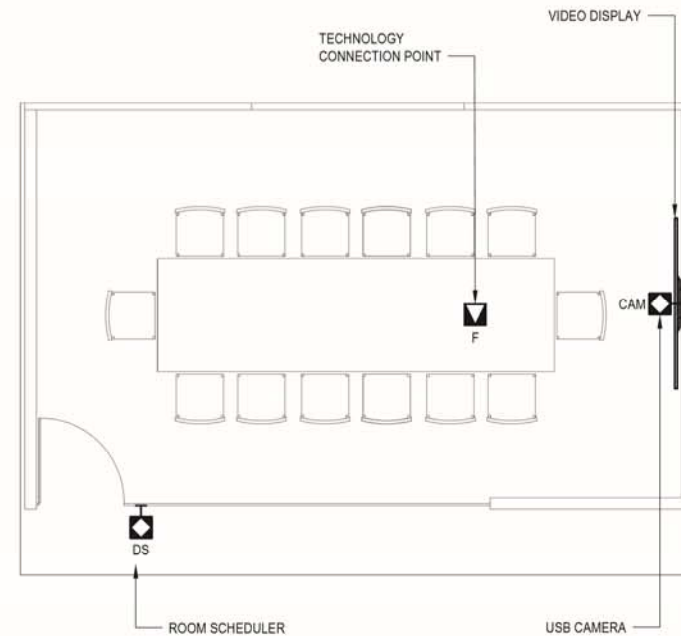 VIDEO DISPLAY
TECHNOLOGY
CONNECTION POINT
CAM
F
DS
ROOM SCHEDULER
USB CAMERA